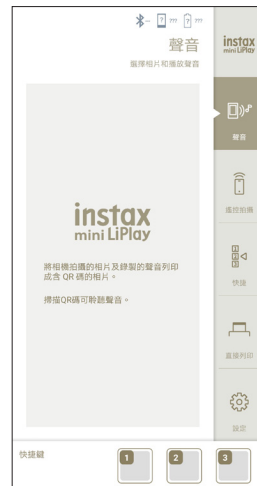 - ? ??? ? ???
聲音
選擇相片和播放聲音
instax
mini LiPlay
聲音
遙控拍攝
快捷
直接列印
設定
instax
mini LiPlay
將相機拍攝的相片及錄製的聲音列印
成含 QR 碼的相片。
掃描QR碼可聆聽聲音。
快捷鍵
1
2
3